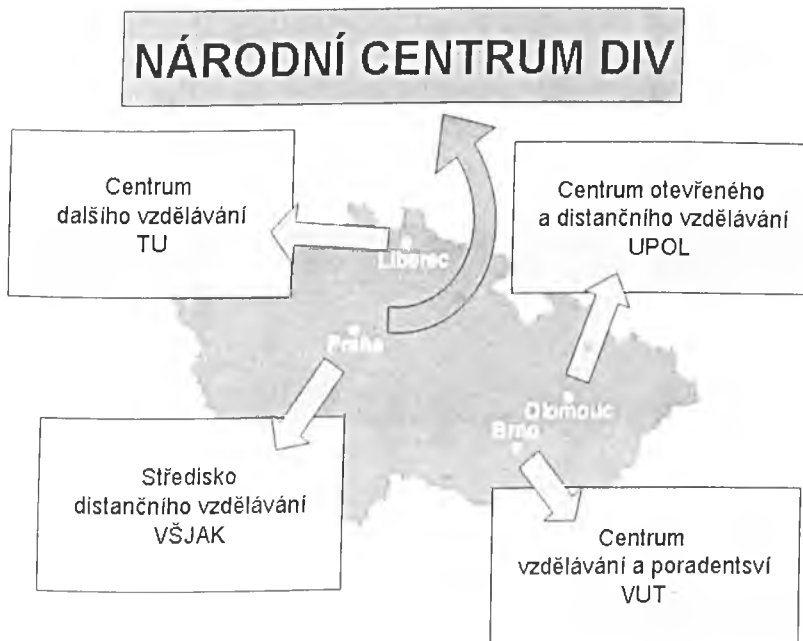 NÁRODNÍ CENTRUM DIV
Centrum
dalšího vzdělávání
TU
Centrum otevřeného
a distančního vzdělávání
UPOL
Liberec
Praha
Olomouc
Brno
Středisko
distančního vzdělávání
VŠJAK
Centrum
vzdělávání a poradentsví
VUT